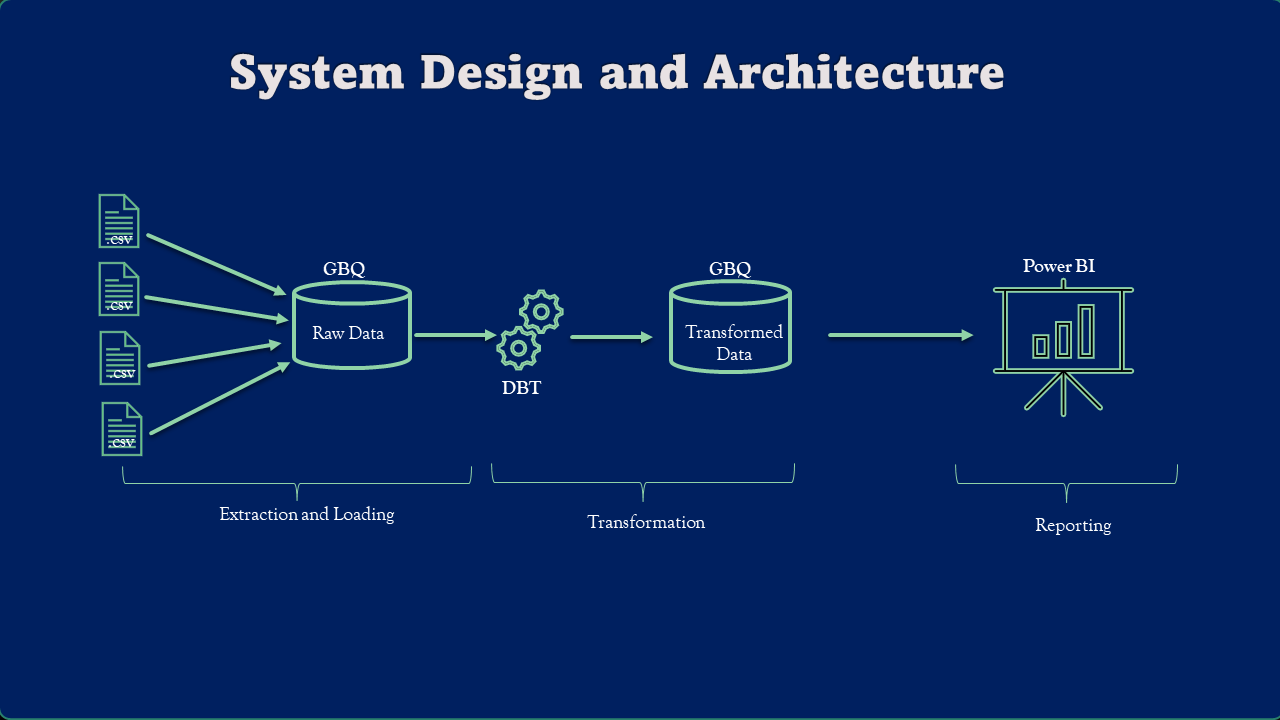 System Design and Architecture
.csv
.csv
.csv
.csv
GBQ
Raw Data
DBT
GBQ
Transformed
Data
Power BI
Extraction and Loading
Transformation
Reporting